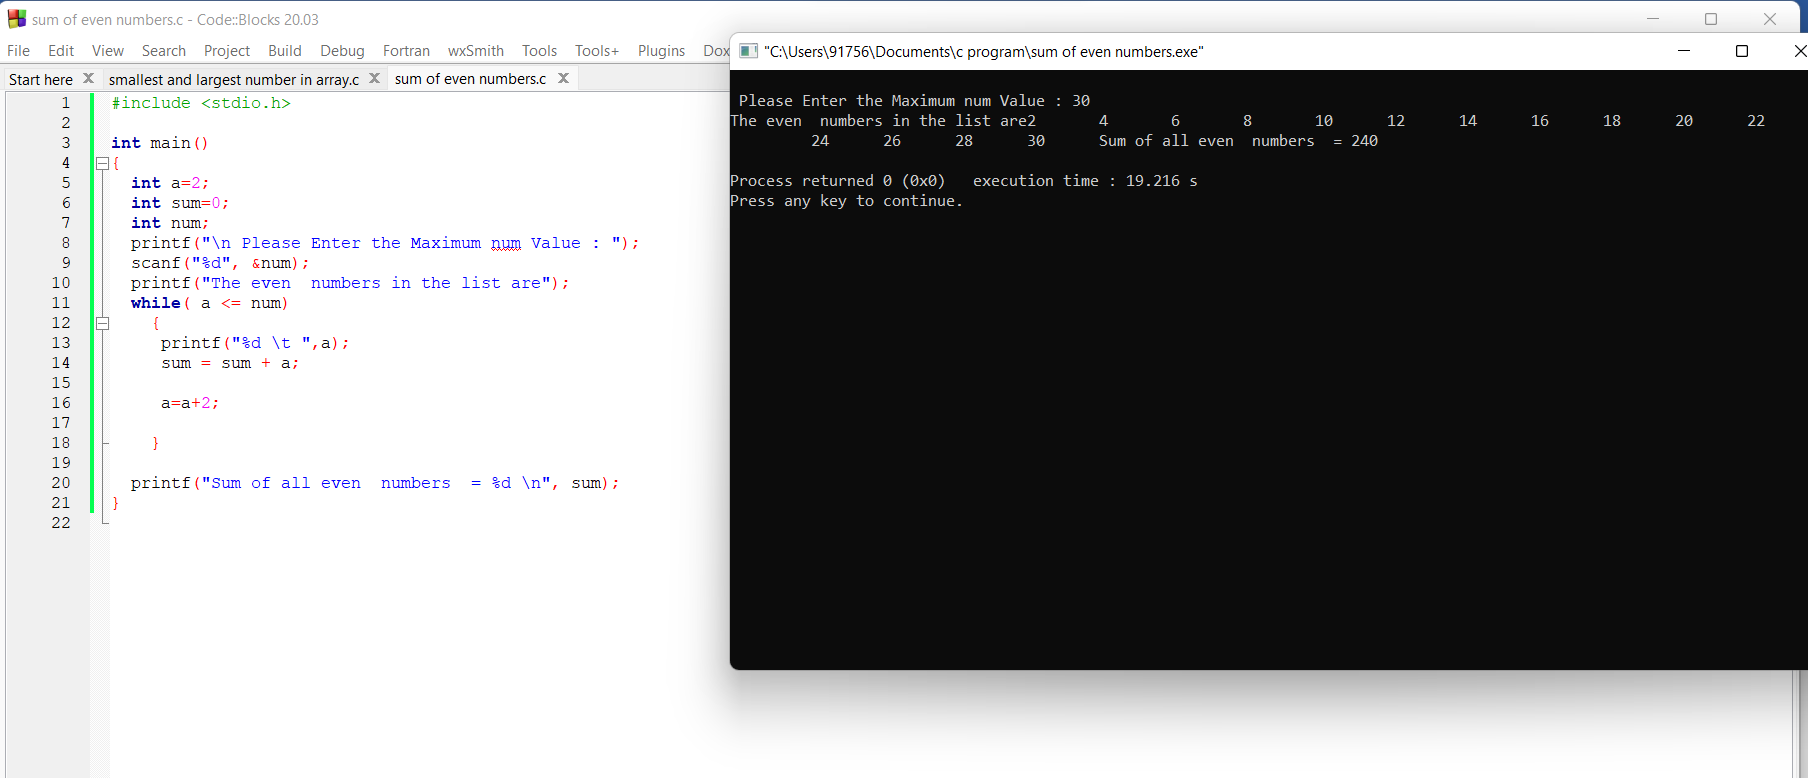 sum of even numbers.c - Code::Blocks 20.03
File Edit View Search Project Build Debug Fortran wxSmith Tools Tools+ Plugins Dox
Start here smallest and largest number in array.c sum of even numbers.c
1 #include <stdio.h>
2
3 int main()
4 {
5 int a=2;
6 int sum=0;
7 int num;
8 printf("\n Please Enter the Maximum num Value : ");
9 scanf("%d", &num);
10 printf("The even  numbers in the list are");
11 while( a <= num)
12 {
13 printf("%d \t ",a);
14 sum = sum + a;
15
16 a=a+2;
17
18 }
19
20 printf("Sum of all even  numbers  = %d \n", sum);
21 }
22
"C:\Users\91756\Documents\c program\sum of even numbers.exe"
Please Enter the Maximum num Value : 30
The even  numbers in the list are2 4 6 8 10 12 14 16 18 20 22
24 26 28 30 Sum of all even  numbers  = 240
Process returned 0 (0x0)   execution time : 19.216 s
Press any key to continue.